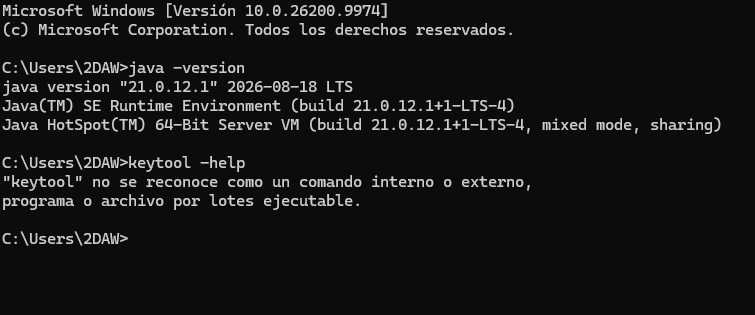 Microsoft Windows [Versión 10.0.26200.9974]
(c) Microsoft Corporation. Todos los derechos reservados.
C:\Users\2DAW>java -version
java version "21.0.12.1" 2026-08-18 LTS
Java(TM) SE Runtime Environment (build 21.0.12.1+1-LTS-4)
Java HotSpot(TM) 64-Bit Server VM (build 21.0.12.1+1-LTS-4, mixed mode, sharing)
C:\Users\2DAW>keytool -help
"keytool" no se reconoce como un comando interno o externo,
programa o archivo por lotes ejecutable.
C:\Users\2DAW>